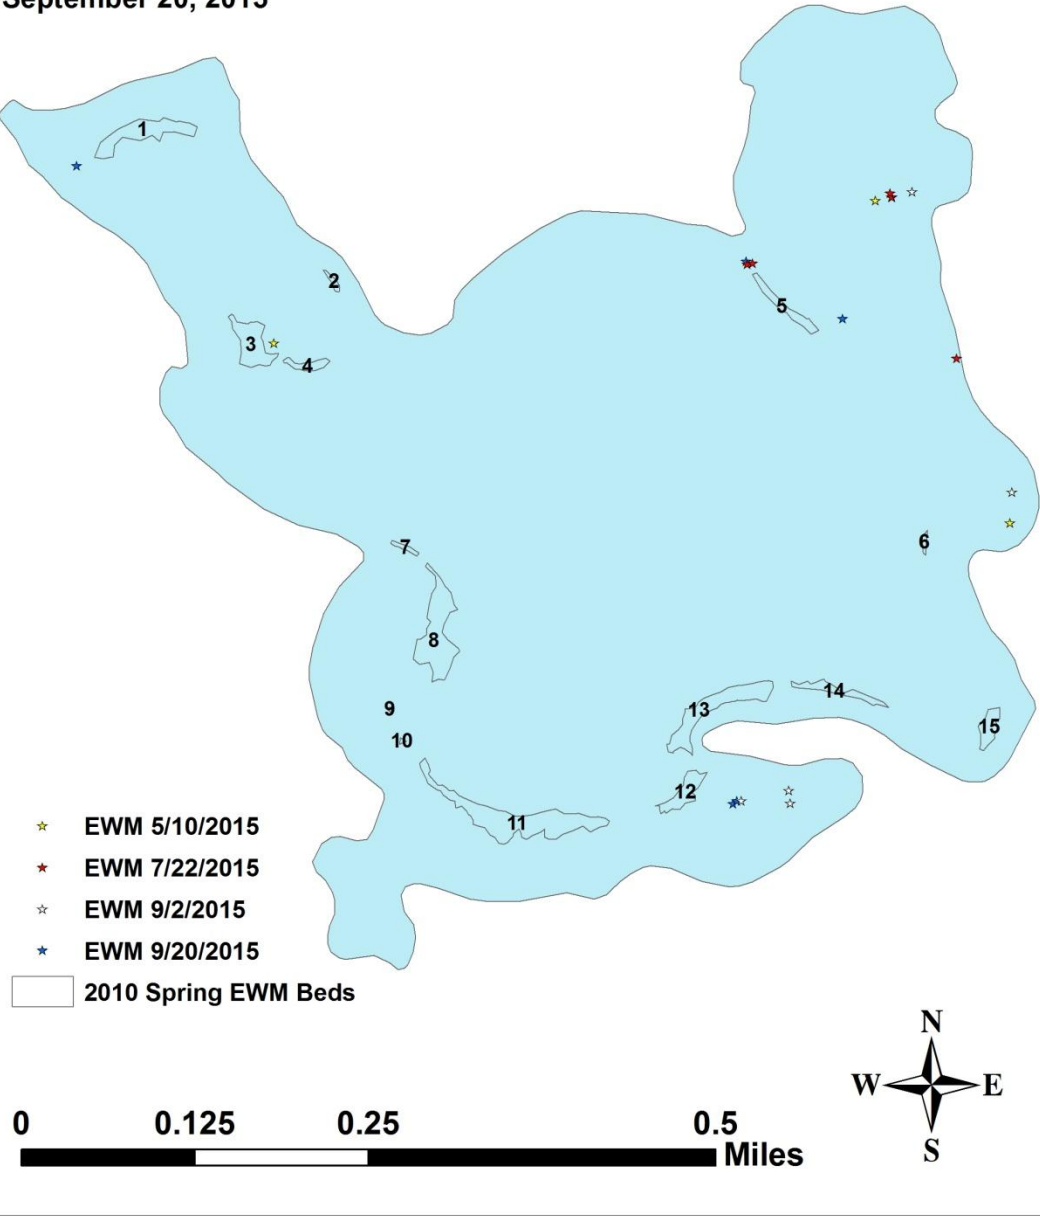 September 20, 2015
1
2
3
4
5
6
7
8
9
10
11
12
13
14
15
EWM 5/10/2015
EWM 7/22/2015
EWM 9/2/2015
EWM 9/20/2015
2010 Spring EWM Beds
N
W E
S
0 0.125 0.25 0.5
Miles